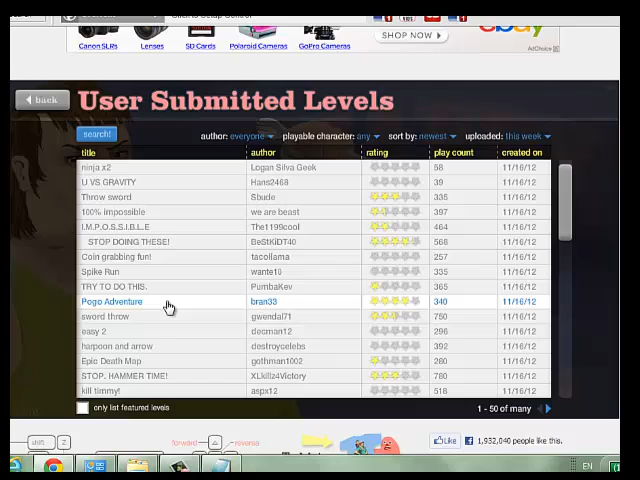 Canon SLRs Lenses SD Cards Polaroid Cameras GoPro Cameras
SHOP NOW
ebay
AdChoice
back
User Submitted Levels
search!
author: everyone playable character: any sort by: newest uploaded: this week
title author rating play count created on
ninja x2 Logan Silva Geek 58 11/16/12
U VS GRAVITY Hans2468 39 11/16/12
Throw sword Sbude 335 11/16/12
100% impossible we are beast 397 11/16/12
I.M.P.O.S.S.I.B.L.E The1199cool 464 11/16/12
STOP DOING THESE! BeStKiDT40 568 11/16/12
Coin grabbing fun! tacollama 257 11/16/12
Spike Run wante10 335 11/16/12
TRY TO DO THIS. PumbaKev 365 11/16/12
Pogo Adventure bran33 340 11/16/12
sword throw gwendal71 750 11/16/12
easy 2 decman12 296 11/16/12
harpoon and arrow destroycelebs 392 11/16/12
Epic Death Map gothman1002 280 11/16/12
STOP. HAMMER TIME! XLkillz4Victory 780 11/16/12
kill timmy! aspx12 518 11/16/12
only list featured levels
1 - 50 of many
shift Z forward reverse
Like 1,932,040 people like this.
EN